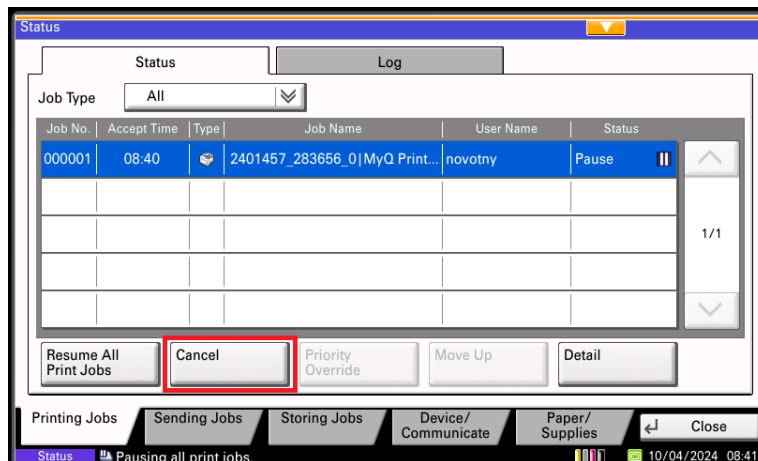 Status
Status Log
Job Type All
Job No. Accept Time Type Job Name User Name Status
000001 08:40 2401457_283656_0|MyQ Print... novotny Pause
1/1
Resume All
Print Jobs
Cancel
Priority
Override
Move Up
Detail
Printing Jobs
Sending Jobs
Storing Jobs
Device/
Communicate
Paper/
Supplies
Close
Status Pausing all print jobs. 10/04/2024 08:41